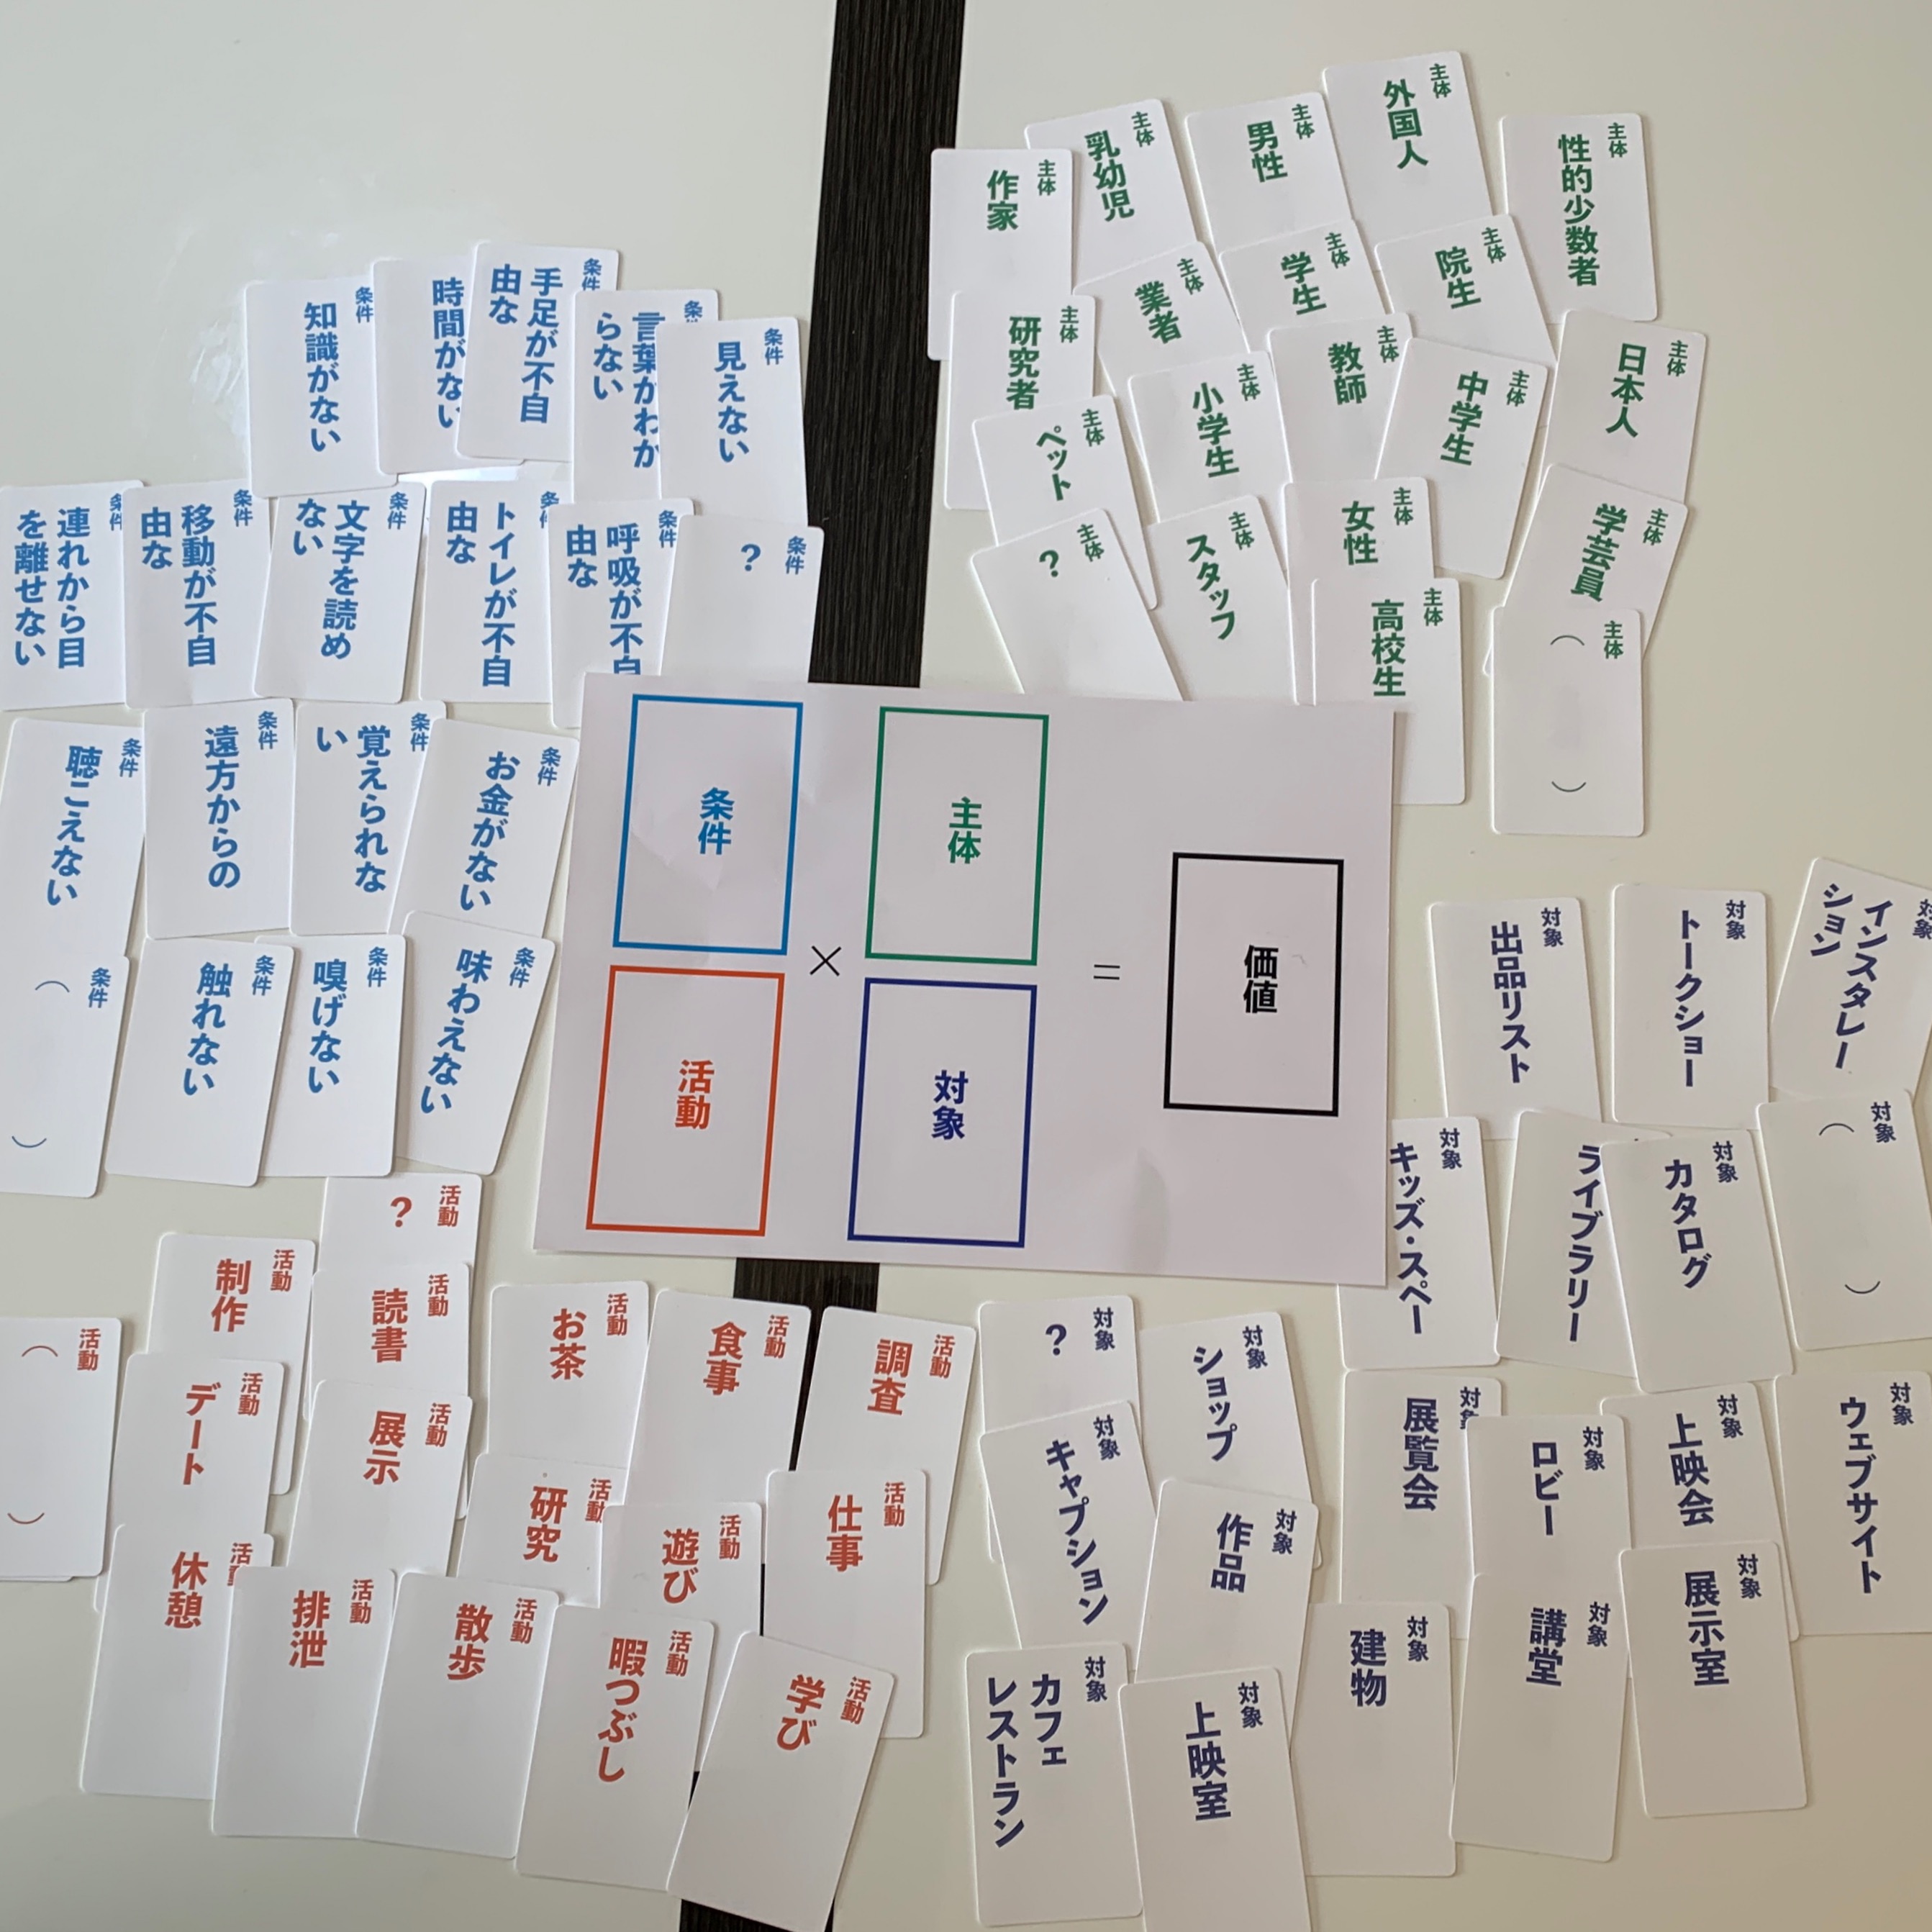 条件
知識がない
条件
時間がない
条件
手足が不自
由な
条件
言葉がわか
らない
条件
見えない
条件
連れから目
を離せない
条件
移動が不自
由な
条件
文字を読め
ない
条件
トイレが不自
由な
条件
呼吸が不自
由な
条件
?
条件
聴こえない
条件
遠方からの
条件
覚えられな
い
条件
お金がない
条件
( )
条件
触れない
条件
嗅げない
条件
味わえない
主体
作家
主体
乳幼児
主体
男性
主体
外国人
主体
性的少数者
主体
研究者
主体
業者
主体
学生
主体
院生
主体
日本人
主体
ペット
主体
小学生
主体
教師
主体
中学生
主体
?
主体
スタッフ
主体
女性
主体
学芸員
主体
高校生
主体
( )
条件
主体
活動
対象
×
=
価値
活動
?
活動
制作
活動
読書
活動
( )
活動
デート
活動
展示
活動
お茶
活動
食事
活動
調査
活動
休憩
活動
研究
活動
遊び
活動
仕事
活動
排泄
活動
散歩
活動
暇つぶし
活動
学び
対象
出品リスト
対象
トークショー
対象
インスタレー
ション
対象
キッズ・スペー
ライブラリー
対象
カタログ
対象
( )
対象
?
対象
ショップ
対象
展覧会
対象
ロビー
対象
上映会
対象
ウェブサイト
対象
キャプション
対象
作品
対象
建物
対象
講堂
対象
展示室
対象
カフェ
レストラン
対象
上映室